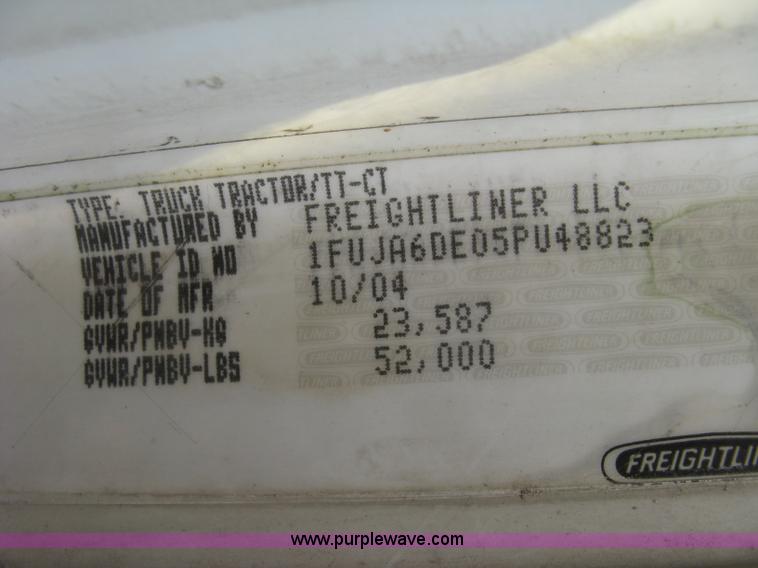 TYPE: TRUCK TRACTOR/TT-CT
MANUFACTURED BY FREIGHTLINER LLC
VEHICLE ID NO 1FUJA6DE05PU48823
DATE OF MFR 10/04
GVWR/PNBV-KG 23,587
GVWR/PNBV-LBS 52,000
FREIGHTLIN
www.purplewave.com